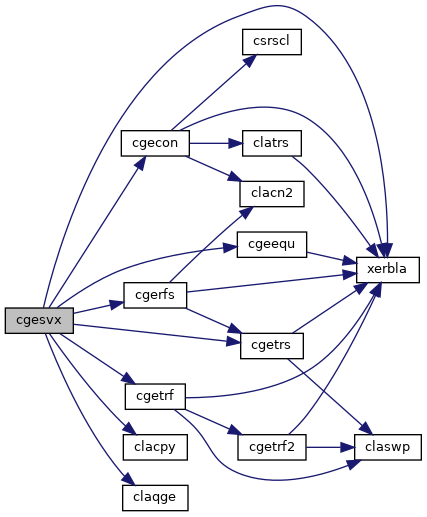 csrscl
cgecon
clatrs
clacn2
cgeequ
xerbla
cgerfs
cgesvx
cgetrs
cgetrf
clacpy
cgetrf2
claswp
claqge